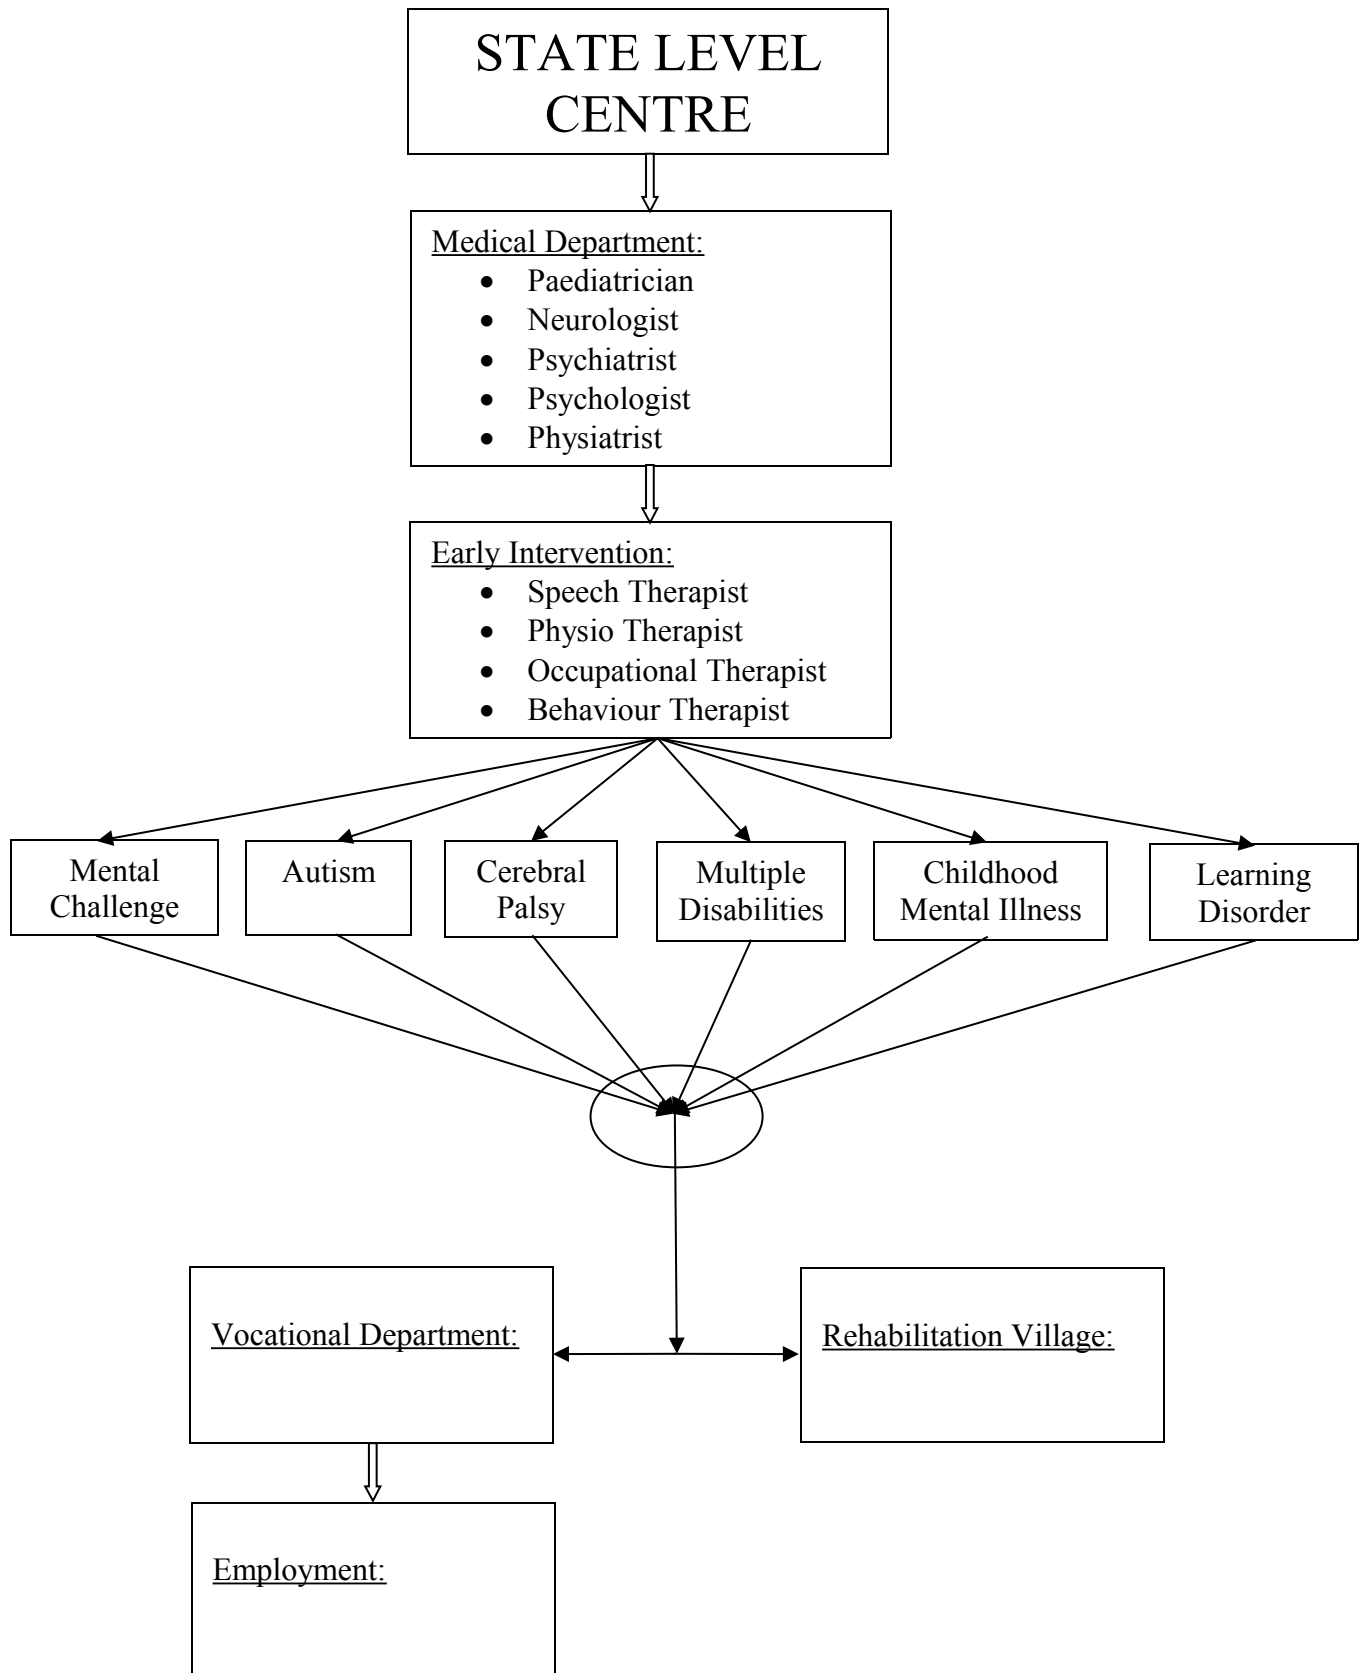 STATE LEVEL
CENTRE
Medical Department:
• Paediatrician
• Neurologist
• Psychiatrist
• Psychologist
• Physiatrist
Early Intervention:
• Speech Therapist
• Physio Therapist
• Occupational Therapist
• Behaviour Therapist
Mental
Challenge
Autism
Cerebral
Palsy
Multiple
Disabilities
Childhood
Mental Illness
Learning
Disorder
Vocational Department:
Rehabilitation Village:
Employment: